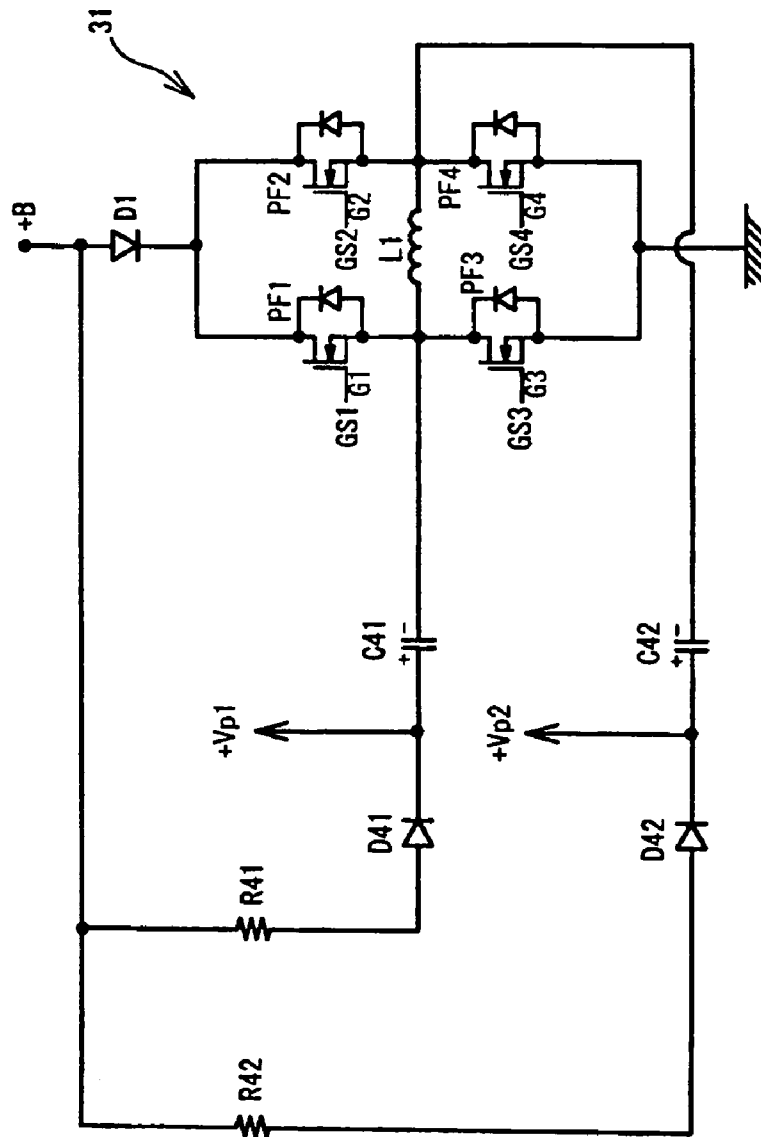 31
+B
D1
PF2
PF1
GS2
G2
GS1
G1
L1
PF4
PF3
GS4
G4
GS3
G3
C41
+
-
C42
+
-
+Vp1
+Vp2
D41
D42
R41
R42